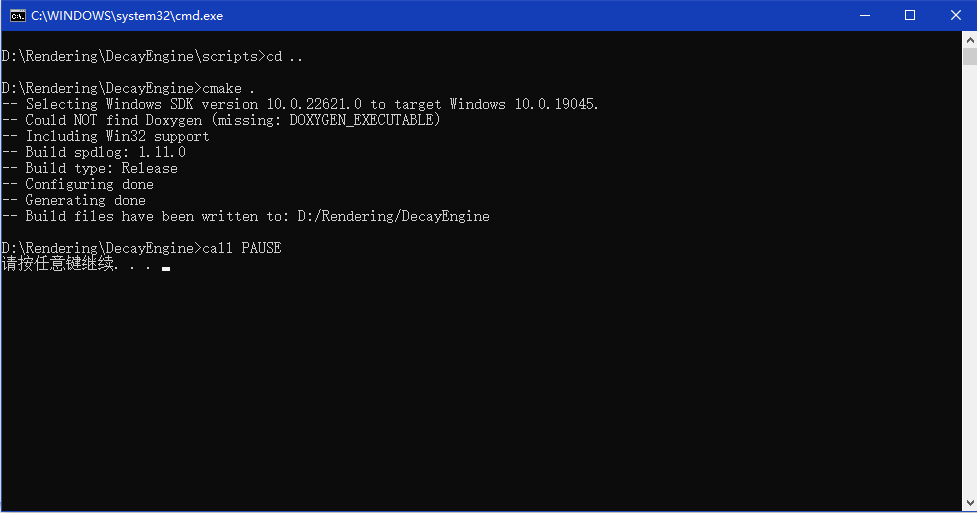 C:\WINDOWS\system32\cmd.exe
D:\Rendering\DecayEngine\scripts>cd ..
D:\Rendering\DecayEngine>cmake .
-- Selecting Windows SDK version 10.0.22621.0 to target Windows 10.0.19045.
-- Could NOT find Doxygen (missing: DOXYGEN_EXECUTABLE)
-- Including Win32 support
-- Build spdlog: 1.11.0
-- Build type: Release
-- Configuring done
-- Generating done
-- Build files have been written to: D:/Rendering/DecayEngine
D:\Rendering\DecayEngine>call PAUSE
请按任意键继续. . .